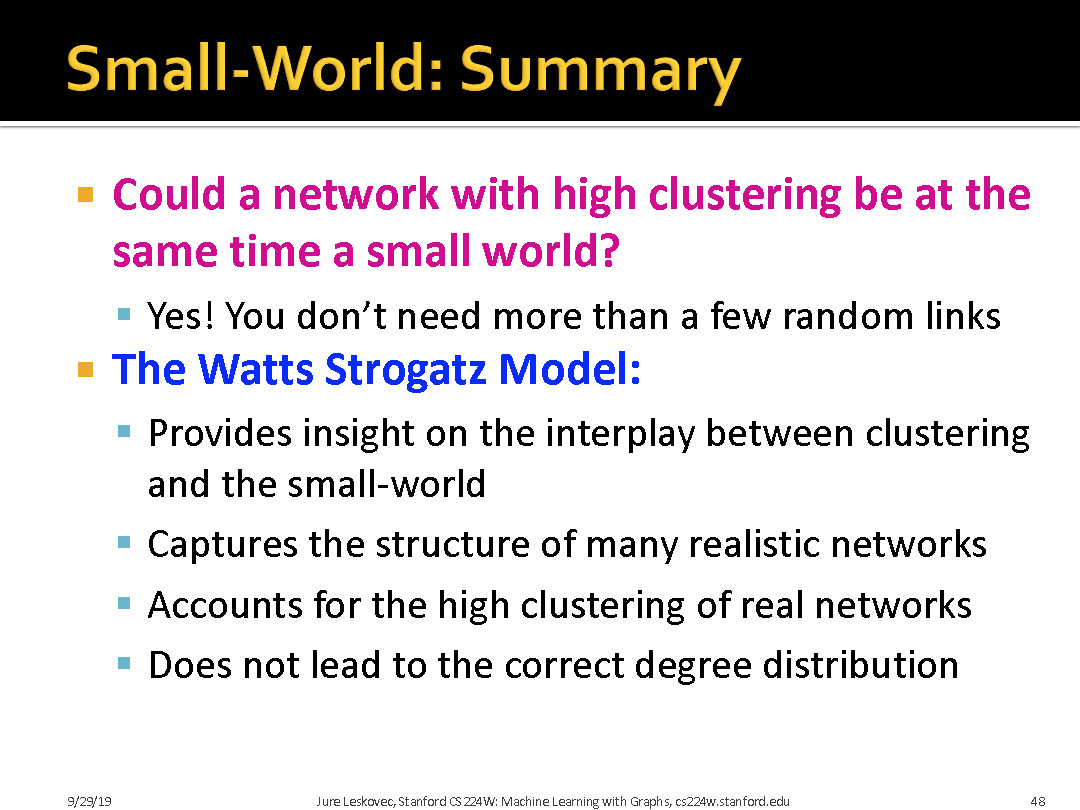 Small-World: Summary
Could a network with high clustering be at the
same time a small world?
Yes! You don’t need more than a few random links
The Watts Strogatz Model:
Provides insight on the interplay between clustering
and the small-world
Captures the structure of many realistic networks
Accounts for the high clustering of real networks
Does not lead to the correct degree distribution
9/29/19 Jure Leskovec, Stanford CS224W: Machine Learning with Graphs, cs224w.stanford.edu 48